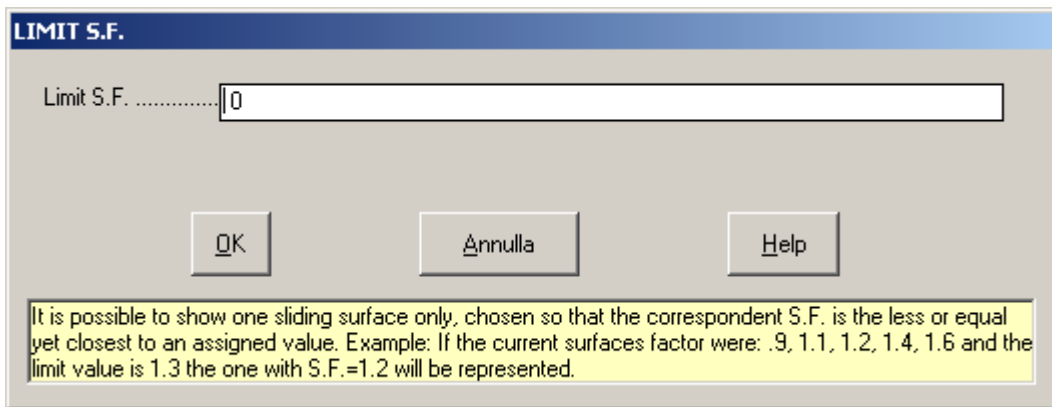 LIMIT S.F.
Limit S.F. ..............0
OK
Annulla
Help
It is possible to show one sliding surface only, chosen so that the correspondent S.F. is the less or equal
yet closest to an assigned value. Example: If the current surfaces factor were: .9, 1.1, 1.2, 1.4, 1.6 and the
limit value is 1.3 the one with S.F.=1.2 will be represented.